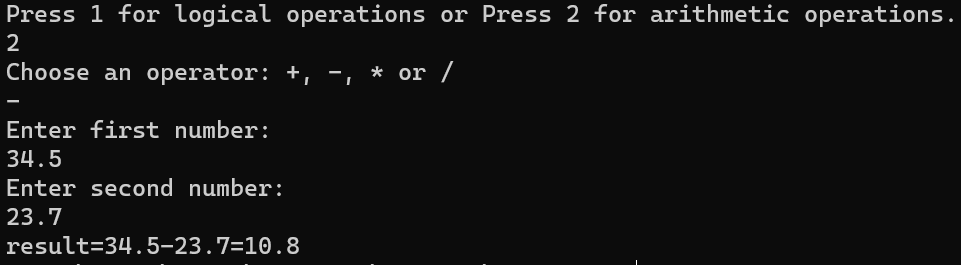 Press 1 for logical operations or Press 2 for arithmetic operations.
2
Choose an operator: +, -, * or /
-
Enter first number:
34.5
Enter second number:
23.7
result=34.5-23.7=10.8